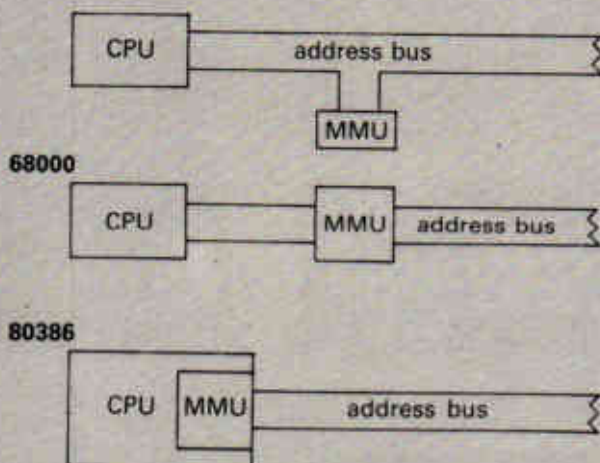 CPU address bus
MMU
68000
CPU MMU address bus
80386
CPU MMU address bus